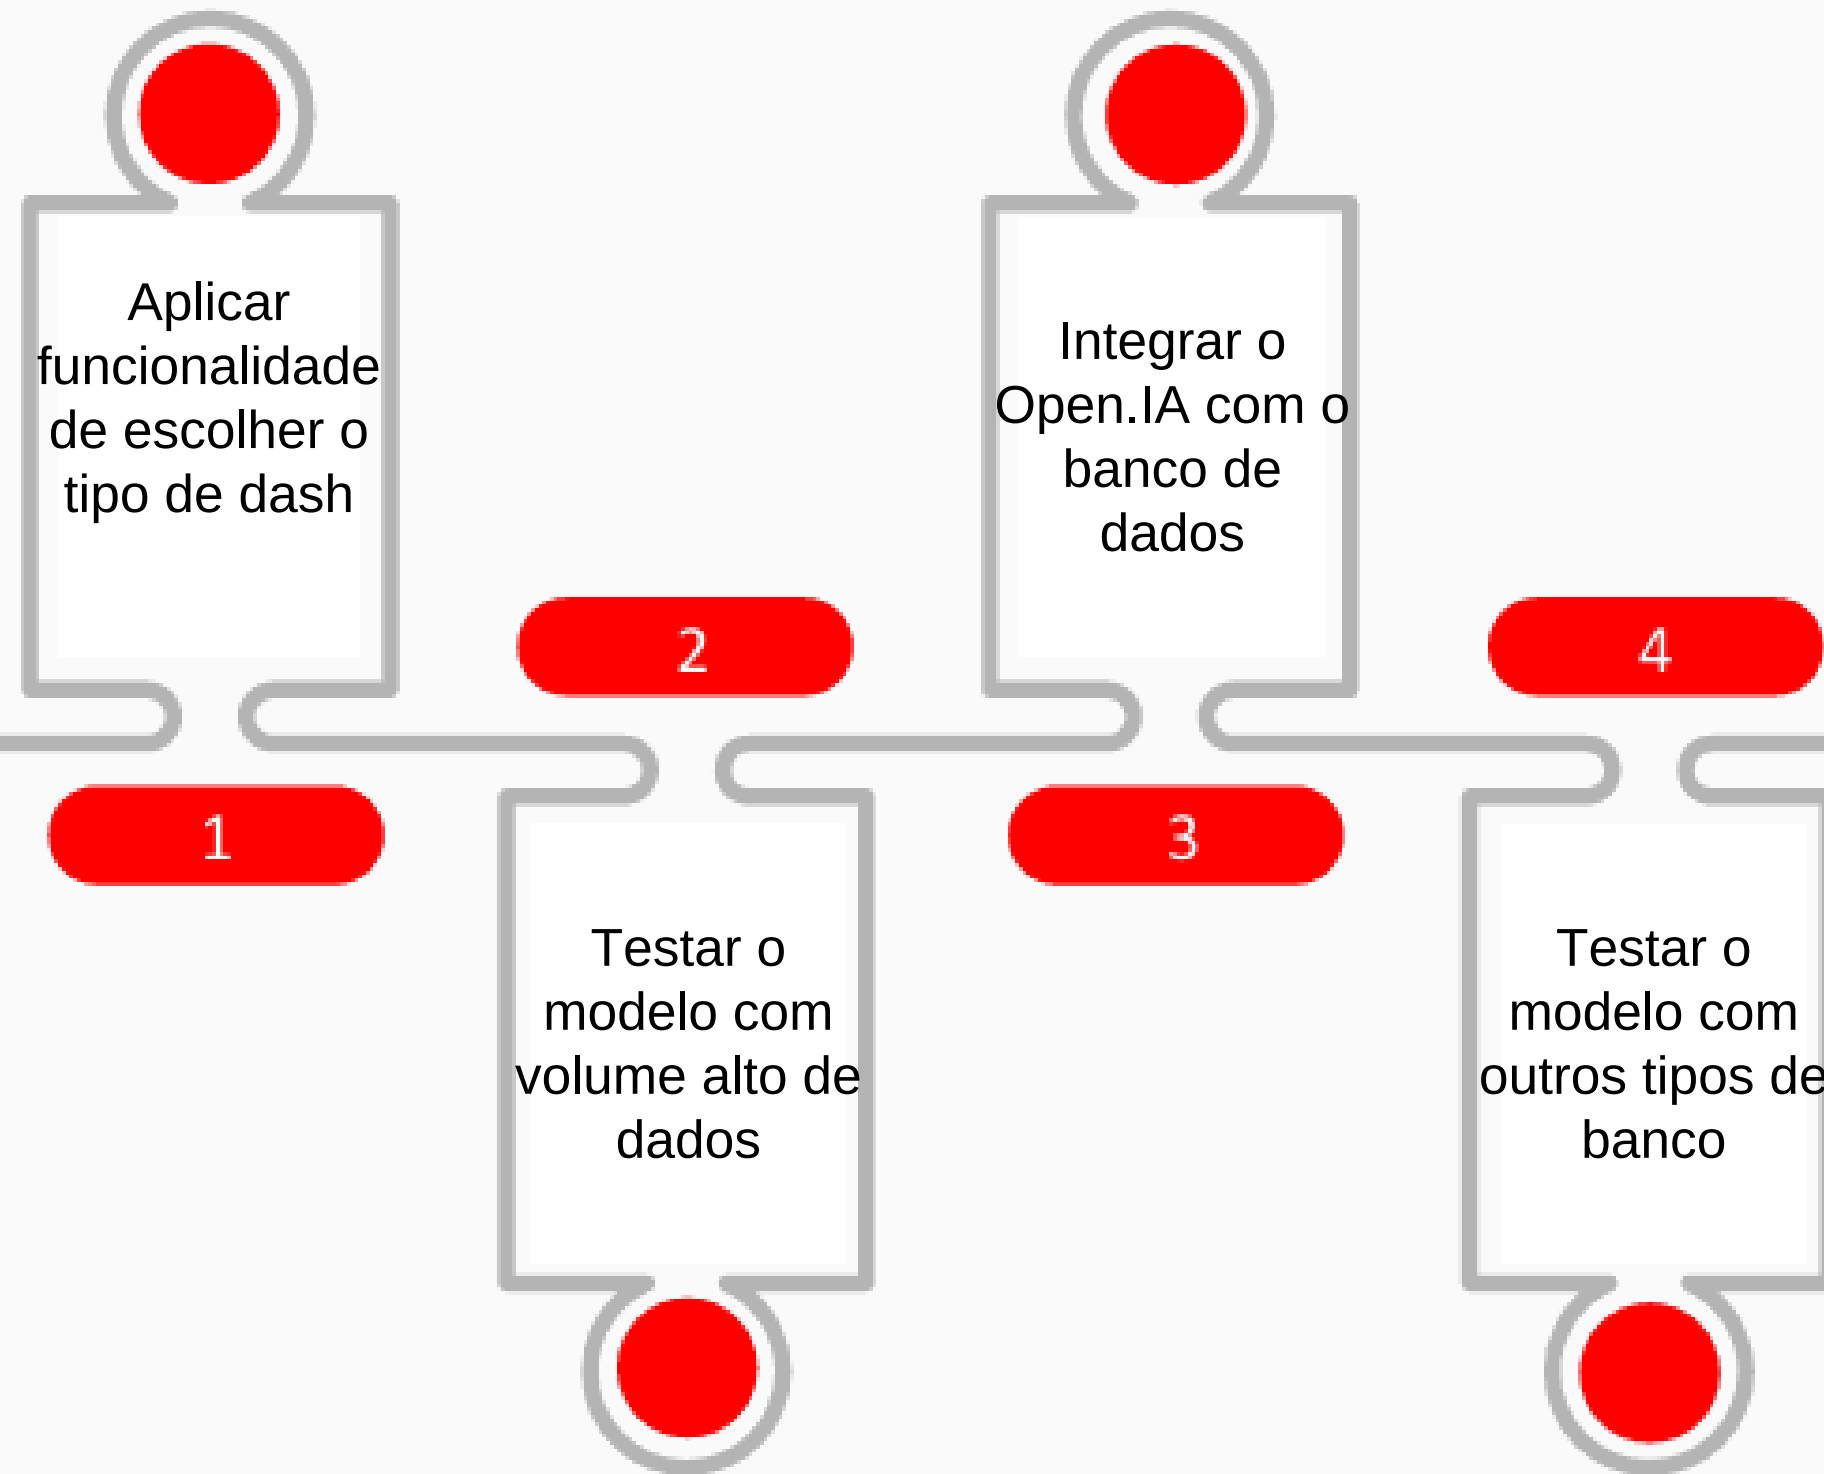 Aplicar
funcionalidade
de escolher o
tipo de dash
1
2
Testar o
modelo com
volume alto de
dados
Integrar o
Open.IA com o
banco de
dados
3
4
Testar o
modelo com
outros tipos de
banco